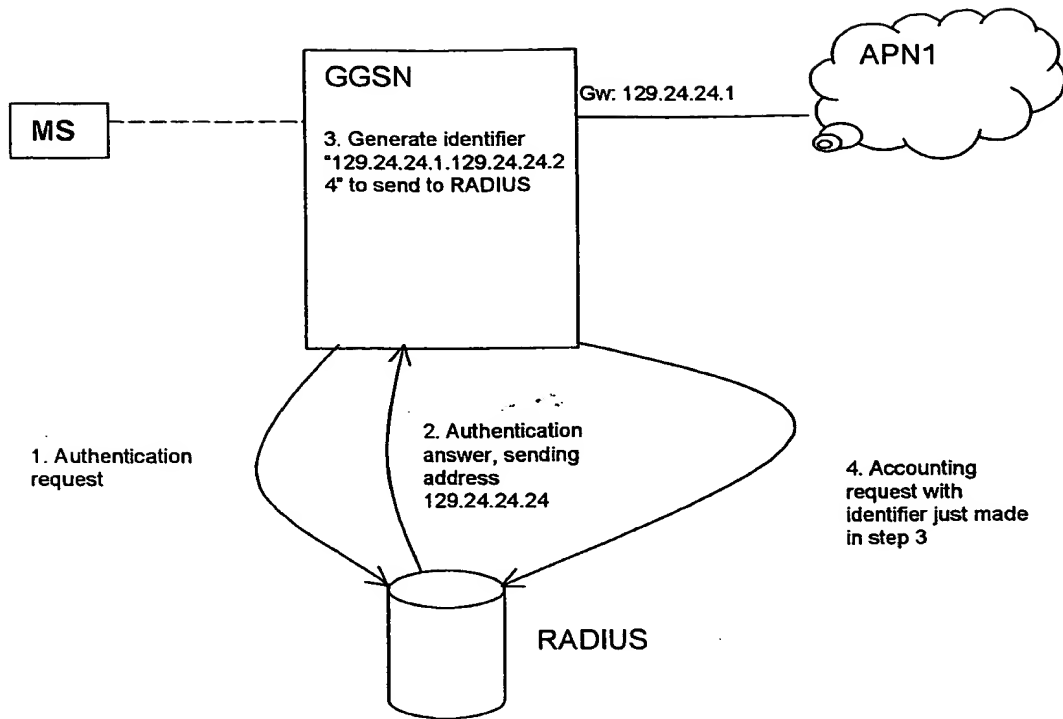 GGSN
APN1
Gw: 129.24.24.1
MS
3. Generate identifier
"129.24.24.1.129.24.24.2
4" to send to RADIUS
1. Authentication
request
2. Authentication
answer, sending
address
129.24.24.24
4. Accounting
request with
identifier just made
in step 3
RADIUS